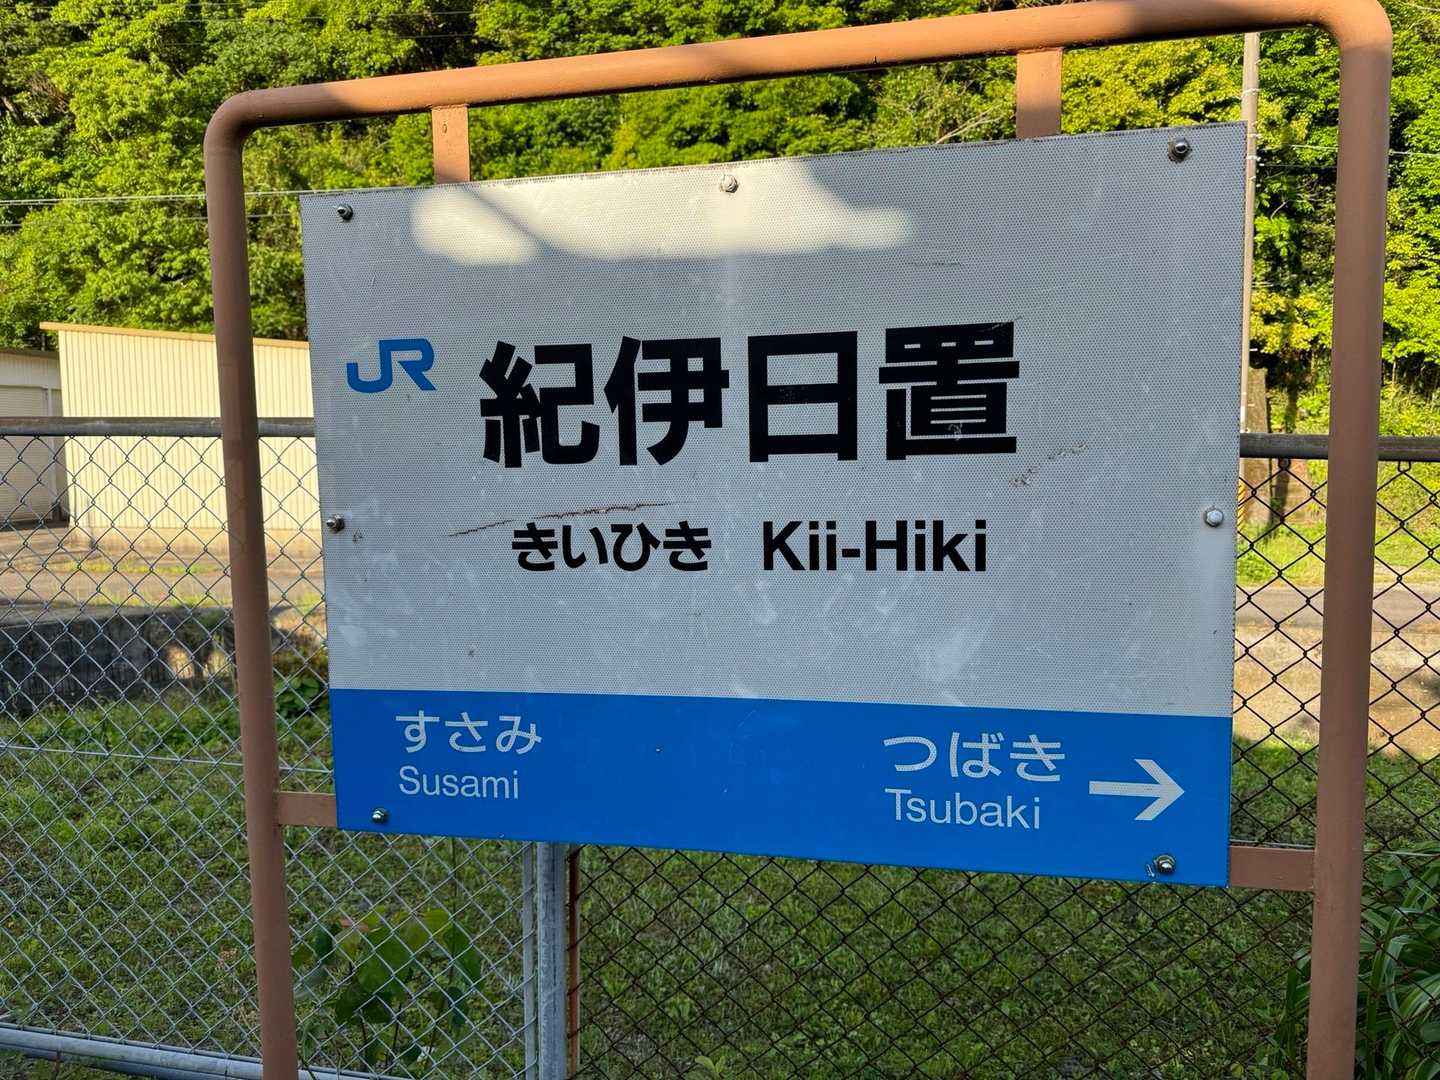 JR 紀伊日置
きいひき Kii-Hiki
すさみ つばき →
Susami Tsubaki